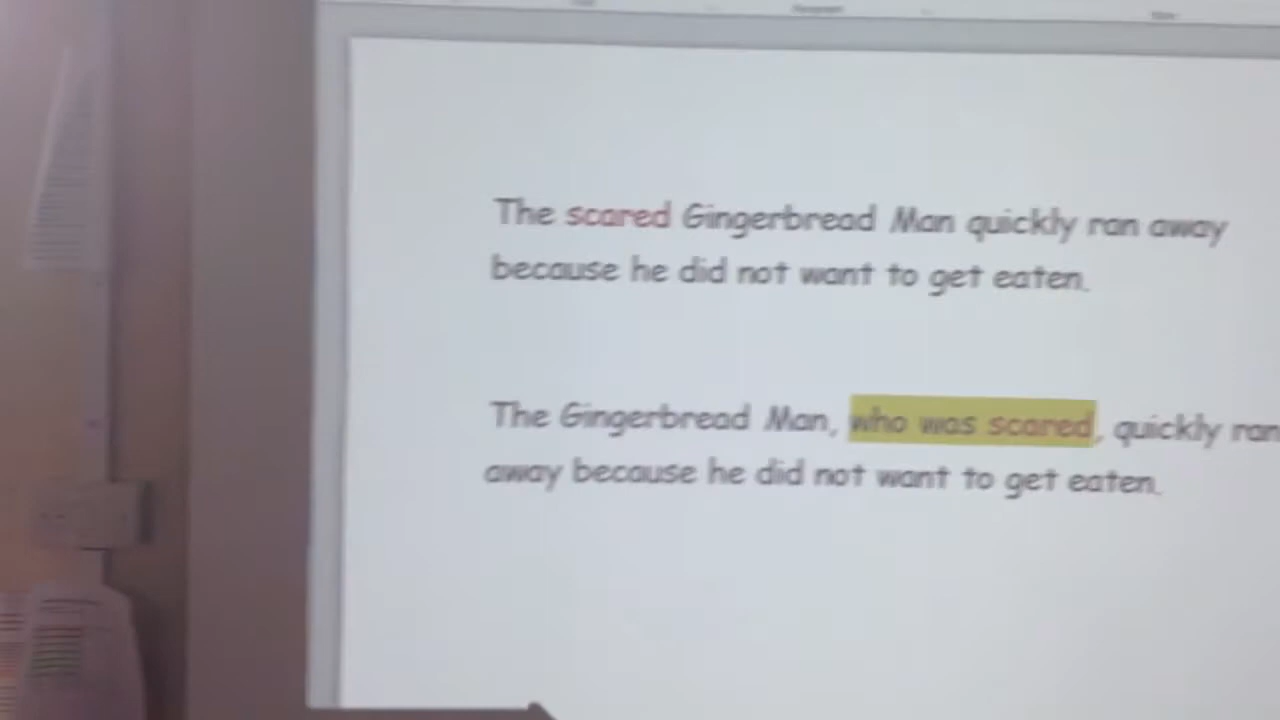 The scared Gingerbread Man quickly ran away
because he did not want to get eaten.
The Gingerbread Man, who was scared, quickly ran
away because he did not want to get eaten.